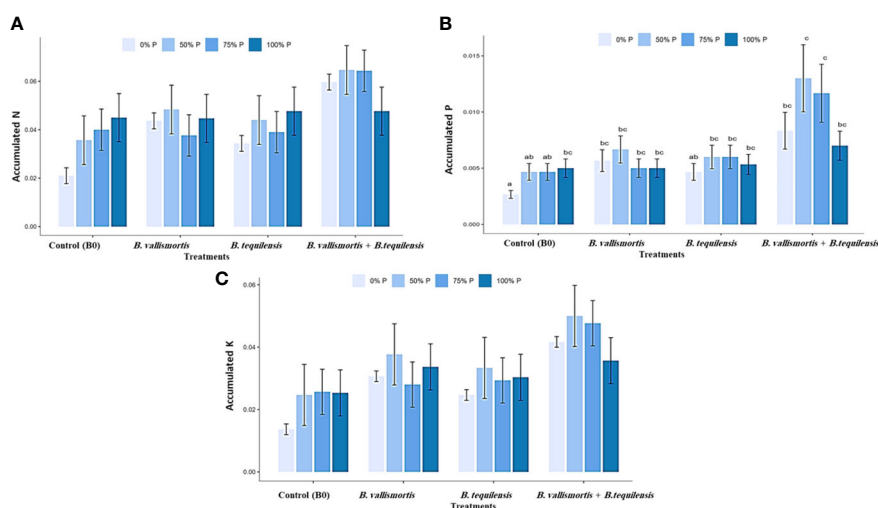 A
0% P 50% P 75% P 100% P
Accumulated N
0.06
0.04
0.02
0.00
Control (B0) B. vallismortis B. tequilensis B. vallismortis + B.tequilensis
Treatments
B
0% P 50% P 75% P 100% P
Accumulated P
0.015
0.010
0.005
0.000
a ab ab bc bc bc bc bc ab bc bc bc bc c c bc
Control (B0) B. vallismortis B. tequilensis B. vallismortis + B.tequilensis
Treatments
C
0% P 50% P 75% P 100% P
Accumulated K
0.06
0.04
0.02
0.00
Control (B0) B. vallismortis B. tequilensis B. vallismortis + B.tequilensis
Treatments